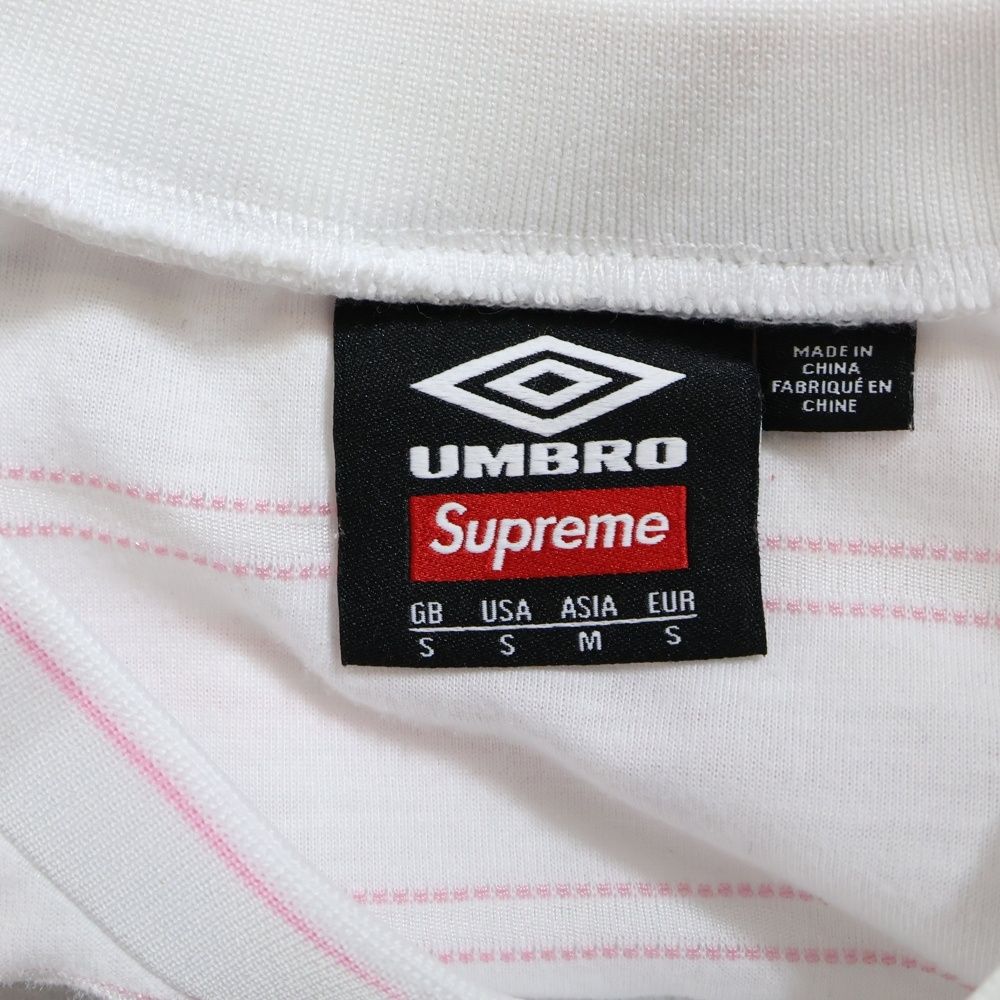 UMBRO
Supreme
GB USA ASIA EUR
S S M S
MADE IN
CHINA
FABRIQUÉ EN
CHINE